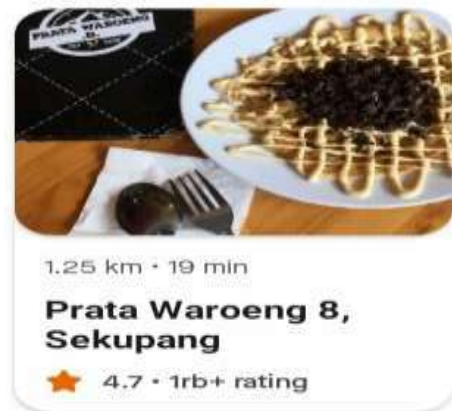 PRATA WAROENG
8
1.25 km • 19 min
Prata Waroeng 8,
Sekupang
4.7 • 1rb+ rating